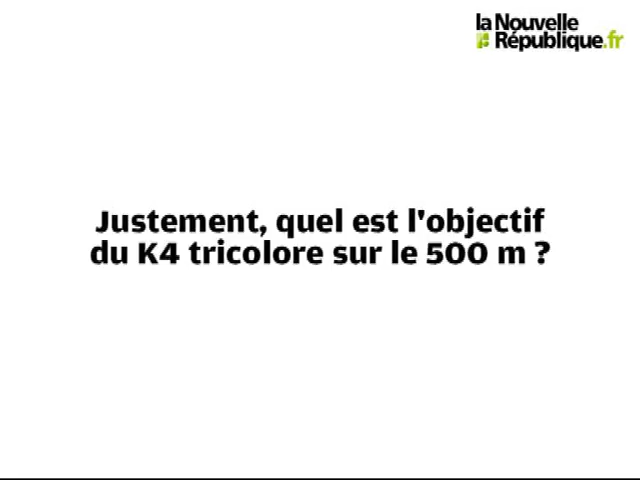 la Nouvelle
République.fr
Justement, quel est l'objectif
du K4 tricolore sur le 500 m ?